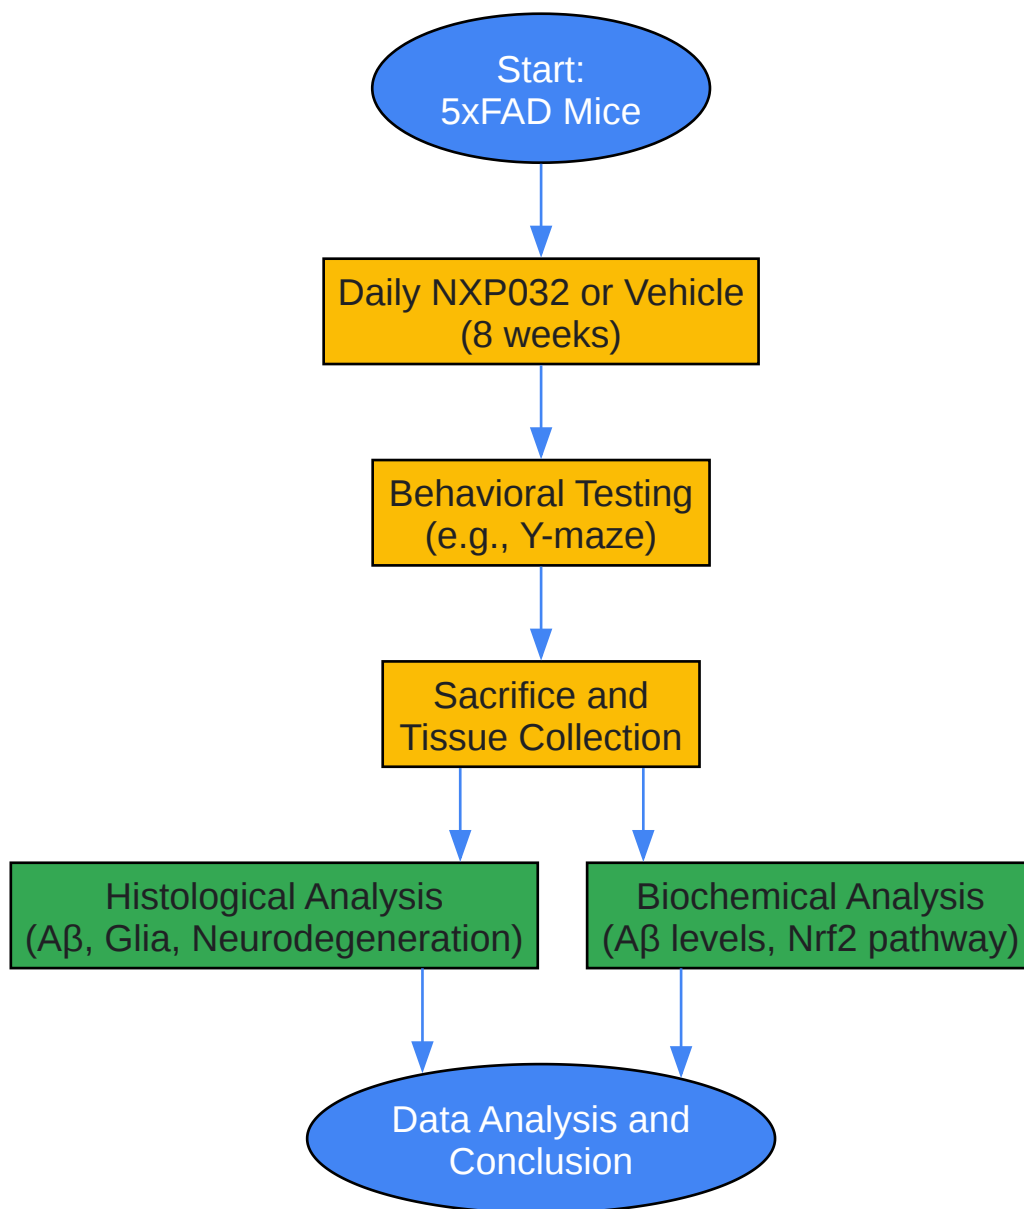 Start:
5xFAD Mice
Daily NXP032 or Vehicle
(8 weeks)
Behavioral Testing
(e.g., Y-maze)
Sacrifice and
Tissue Collection
Histological Analysis
(Aβ, Glia, Neurodegeneration)
Biochemical Analysis
(Aβ levels, Nrf2 pathway)
Data Analysis and
Conclusion